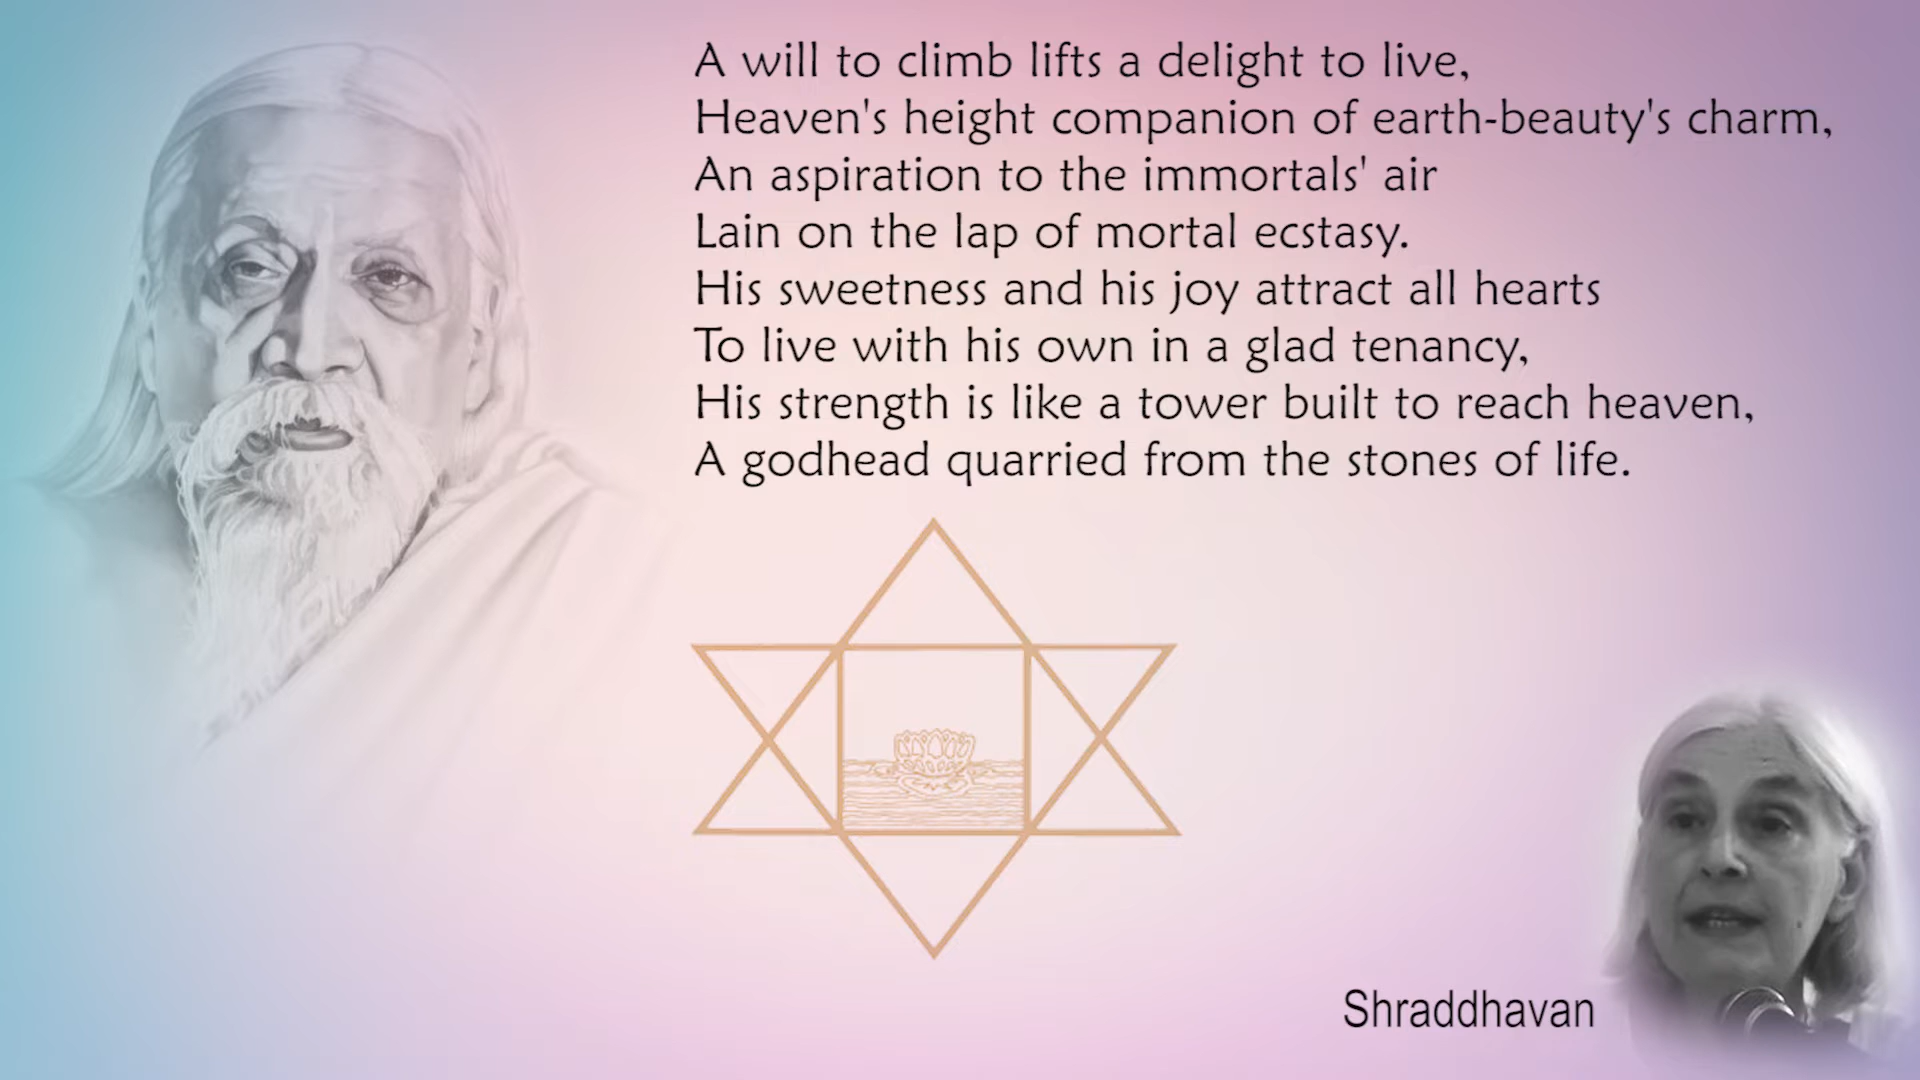 A will to climb lifts a delight to live,
Heaven's height companion of earth-beauty's charm,
An aspiration to the immortals' air
Lain on the lap of mortal ecstasy.
His sweetness and his joy attract all hearts
To live with his own in a glad tenancy,
His strength is like a tower built to reach heaven,
A godhead quarried from the stones of life.
Shraddhavan